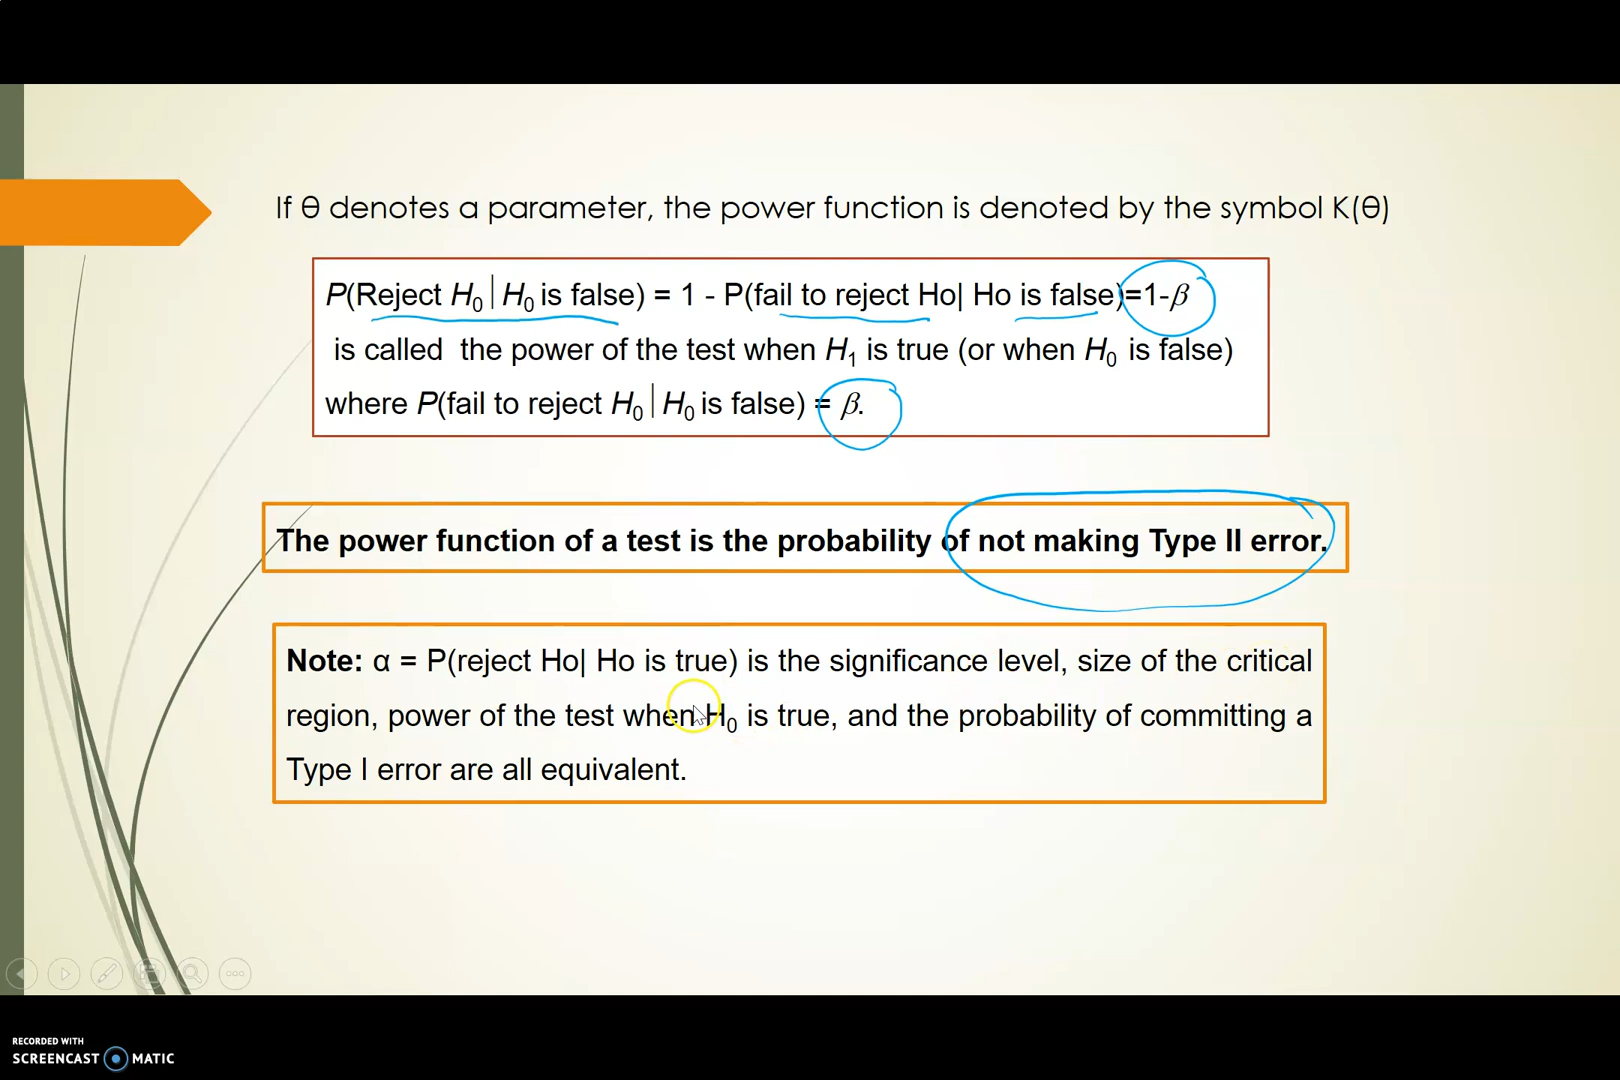 If θ denotes a parameter, the power function is denoted by the symbol K(θ)
P(Reject H₀│H₀ is false) = 1 - P(fail to reject Ho| Ho is false)=1-β
is called the power of the test when H₁ is true (or when H₀ is false)
where P(fail to reject H₀│H₀ is false) = β.
The power function of a test is the probability of not making Type II error.
Note: α = P(reject Ho| Ho is true) is the significance level, size of the critical
region, power of the test when H₀ is true, and the probability of committing a
Type I error are all equivalent.
RECORDED WITH
SCREENCAST MATIC